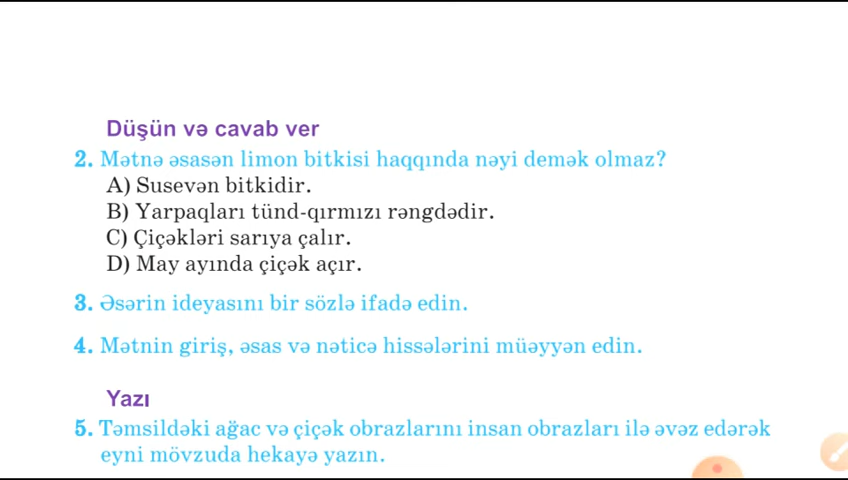 Düşün və cavab ver
2. Mətnə əsasən limon bitkisi haqqında nəyi demək olmaz?
A) Susevən bitkidir.
B) Yarpaqları tünd-qırmızı rəngdədir.
C) Çiçəkləri sarıya çalır.
D) May ayında çiçək açır.
3. Əsərin ideyasını bir sözlə ifadə edin.
4. Mətnin giriş, əsas və nəticə hissələrini müəyyən edin.
Yazı
5. Təmsildəki ağac və çiçək obrazlarını insan obrazları ilə əvəz edərək
eyni mövzuda hekayə yazın.